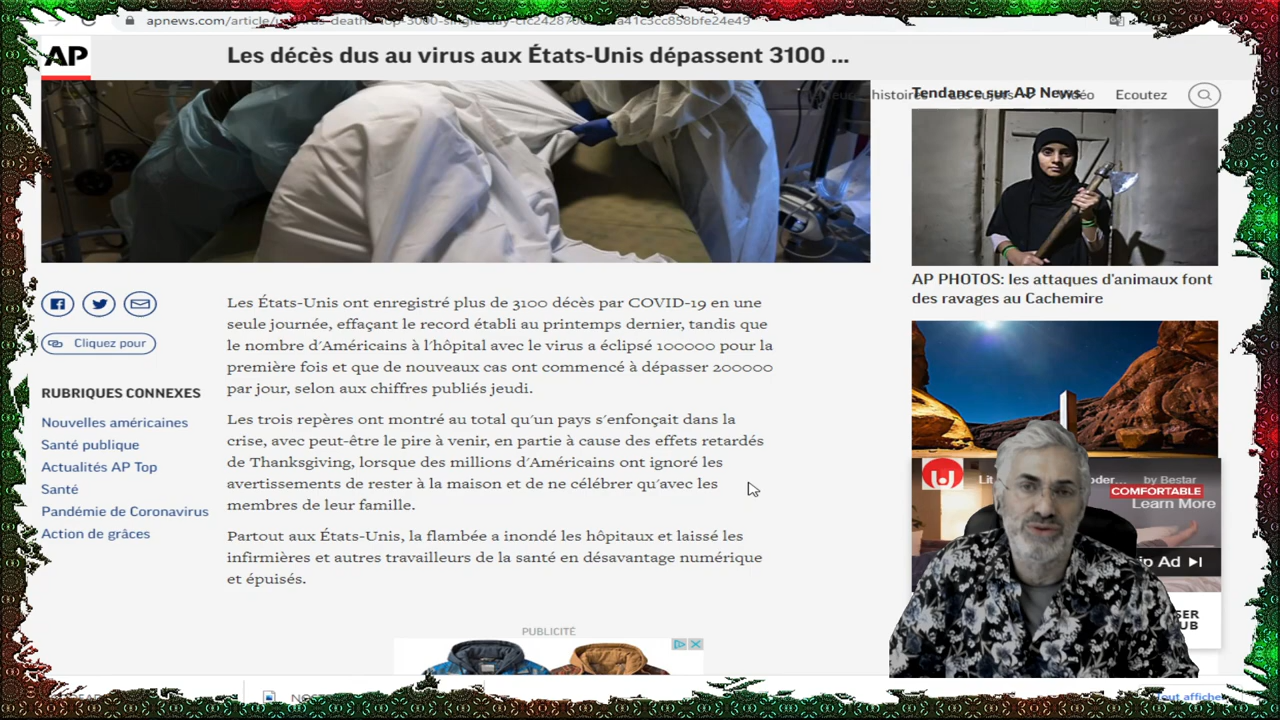 apnews.com/article/
AP
Les décès dus au virus aux États-Unis dépassent 3100 ...
histoires
Vidéo
Ecoutez
Tendance sur AP News
AP PHOTOS: les attaques d'animaux font
des ravages au Cachemire
Cliquez pour
RUBRIQUES CONNEXES
Nouvelles américaines
Santé publique
Actualités AP Top
Santé
Pandémie de Coronavirus
Action de grâces
Les États-Unis ont enregistré plus de 3100 décès par COVID-19 en une
seule journée, effaçant le record établi au printemps dernier, tandis que
le nombre d'Américains à l'hôpital avec le virus a éclipsé 100000 pour la
première fois et que de nouveaux cas ont commencé à dépasser 200000
par jour, selon aux chiffres publiés jeudi.
Les trois repères ont montré au total qu'un pays s'enfonçait dans la
crise, avec peut-être le pire à venir, en partie à cause des effets retardés
de Thanksgiving, lorsque des millions d'Américains ont ignoré les
avertissements de rester à la maison et de ne célébrer qu'avec les
membres de leur famille.
Partout aux États-Unis, la flambée a inondé les hôpitaux et laissé les
infirmières et autres travailleurs de la santé en désavantage numérique
et épuisés.
PUBLICITÉ
by Bestar
COMFORTABLE
Learn More
Ad
Tout affiche